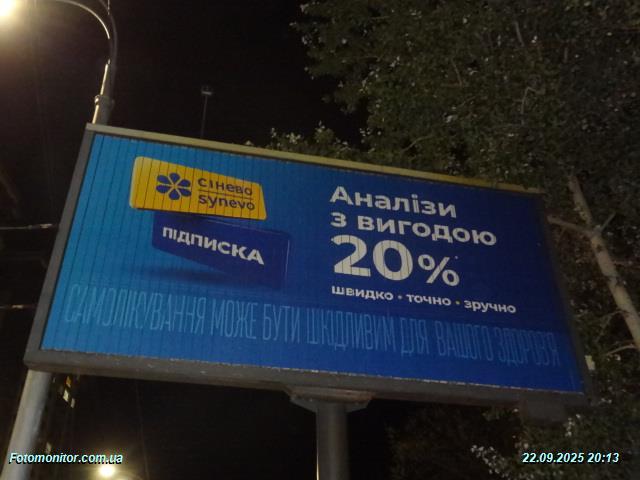 сінево
synevo
ПІДПИСКА
Аналізи
з вигодою
20%*
швидко • точно • зручно
САМОЛІКУВАННЯ МОЖЕ БУТИ ШКІДЛИВИМ ДЛЯ ВАШОГО ЗДОРОВ'Я
Fotomonitor.com.ua
22.09.2025 20:13